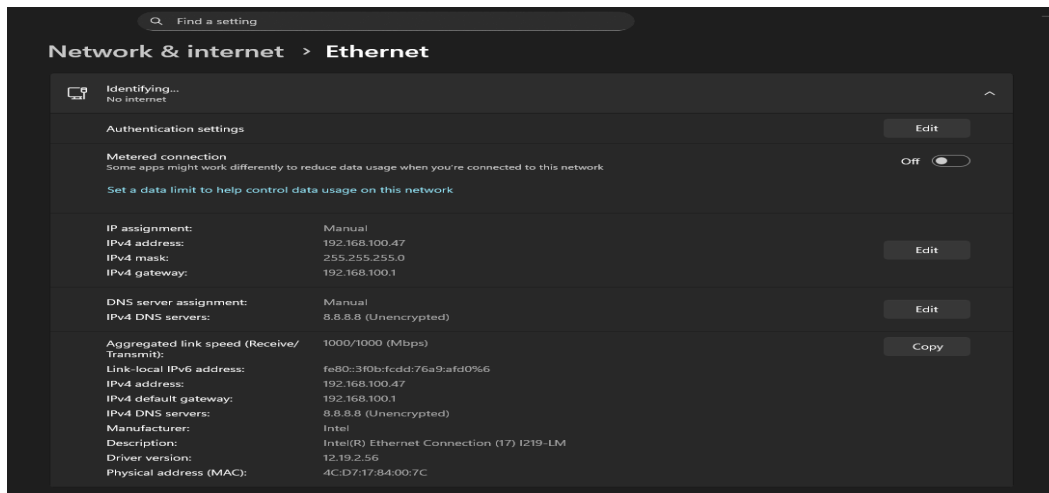 Find a setting
Network & internet > Ethernet
Identifying...
No internet
Authentication settings
Edit
Metered connection
Some apps might work differently to reduce data usage when you're connected to this network
Off
Set a data limit to help control data usage on this network
IP assignment: Manual
IPv4 address: 192.168.100.47
IPv4 mask: 255.255.255.0
IPv4 gateway: 192.168.100.1
Edit
DNS server assignment: Manual
IPv4 DNS servers: 8.8.8.8 (Unencrypted)
Edit
Aggregated link speed (Receive/ 1000/1000 (Mbps)
Transmit):
Copy
Link-local IPv6 address: fe80::3f0b:fcdd:76a9:afd0%6
IPv4 address: 192.168.100.47
IPv4 default gateway: 192.168.100.1
IPv4 DNS servers: 8.8.8.8 (Unencrypted)
Manufacturer: Intel
Description: Intel(R) Ethernet Connection (17) I219-LM
Driver version: 12.19.2.56
Physical address (MAC): 4C:D7:17:84:00:7C